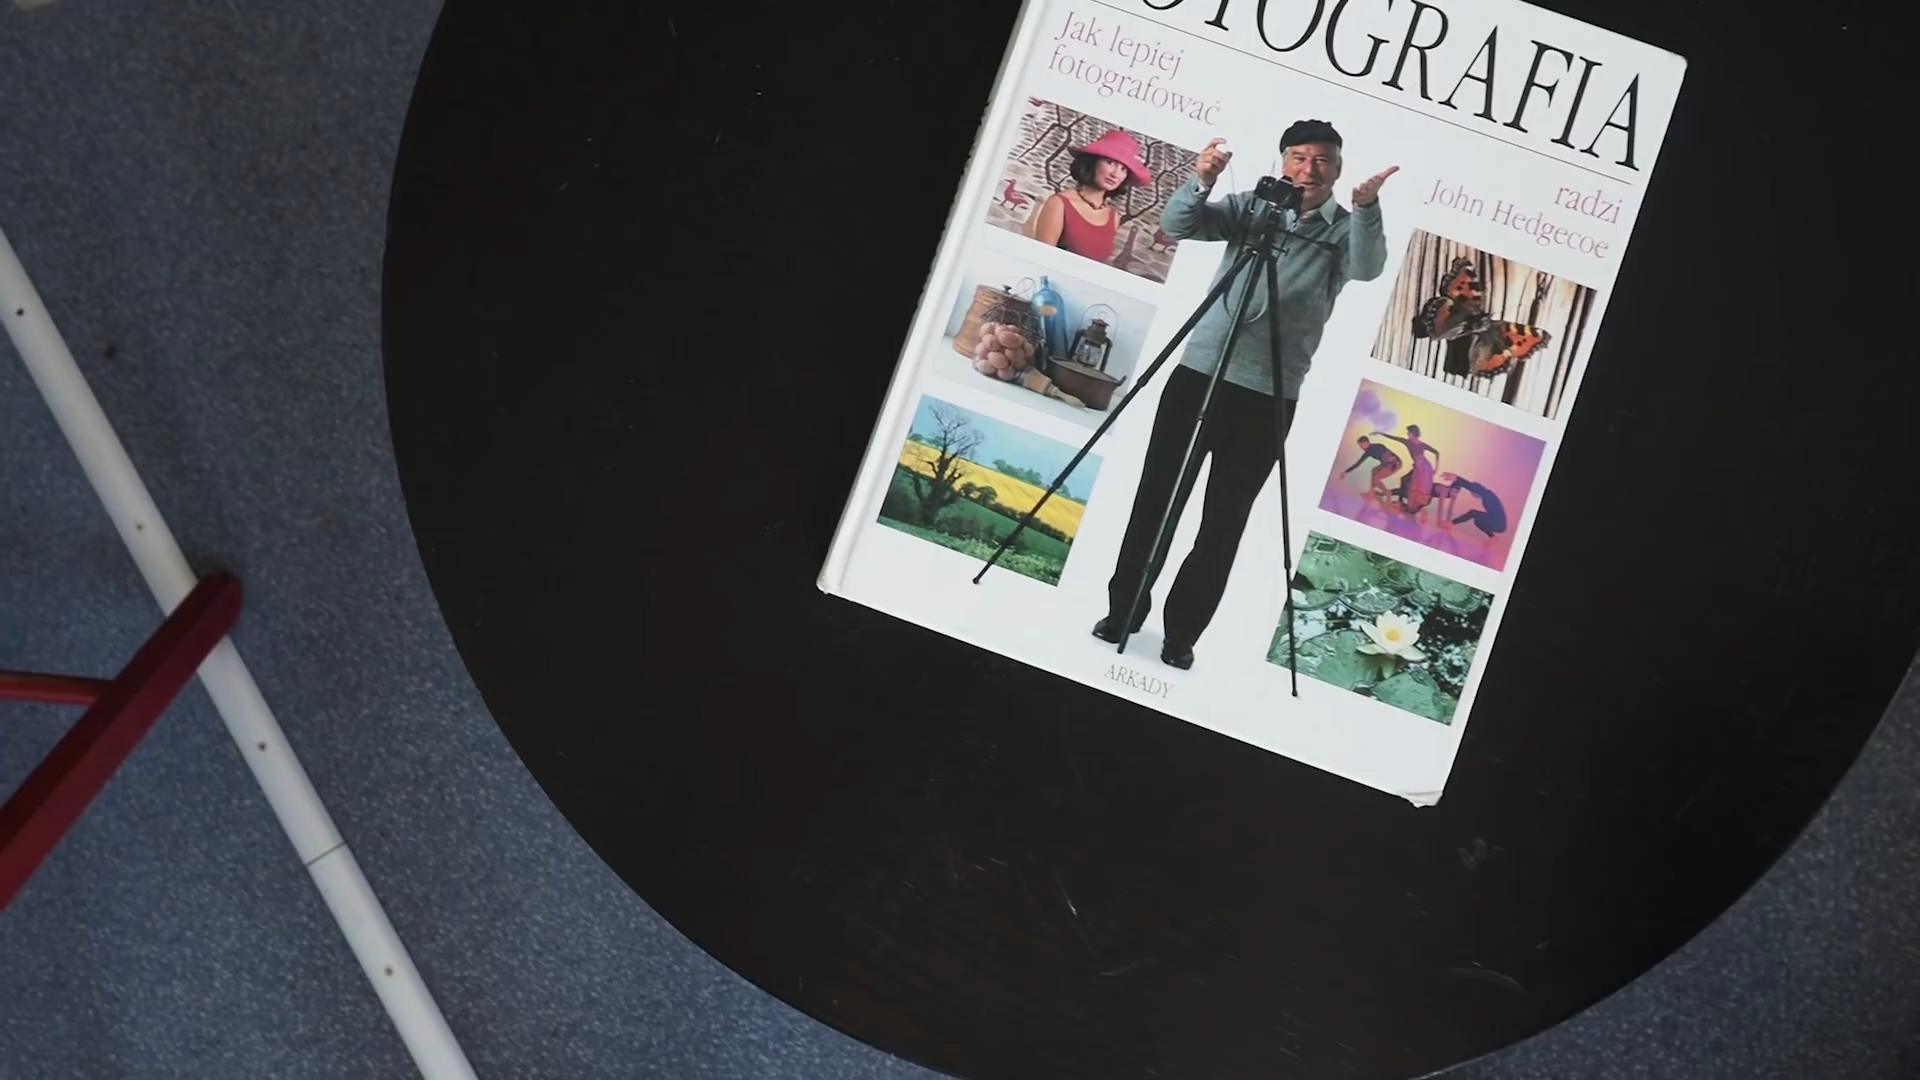 OTOGRAFIA
Jak lepiej
fotografować
radzi
John Hedgecoe
ARKADY